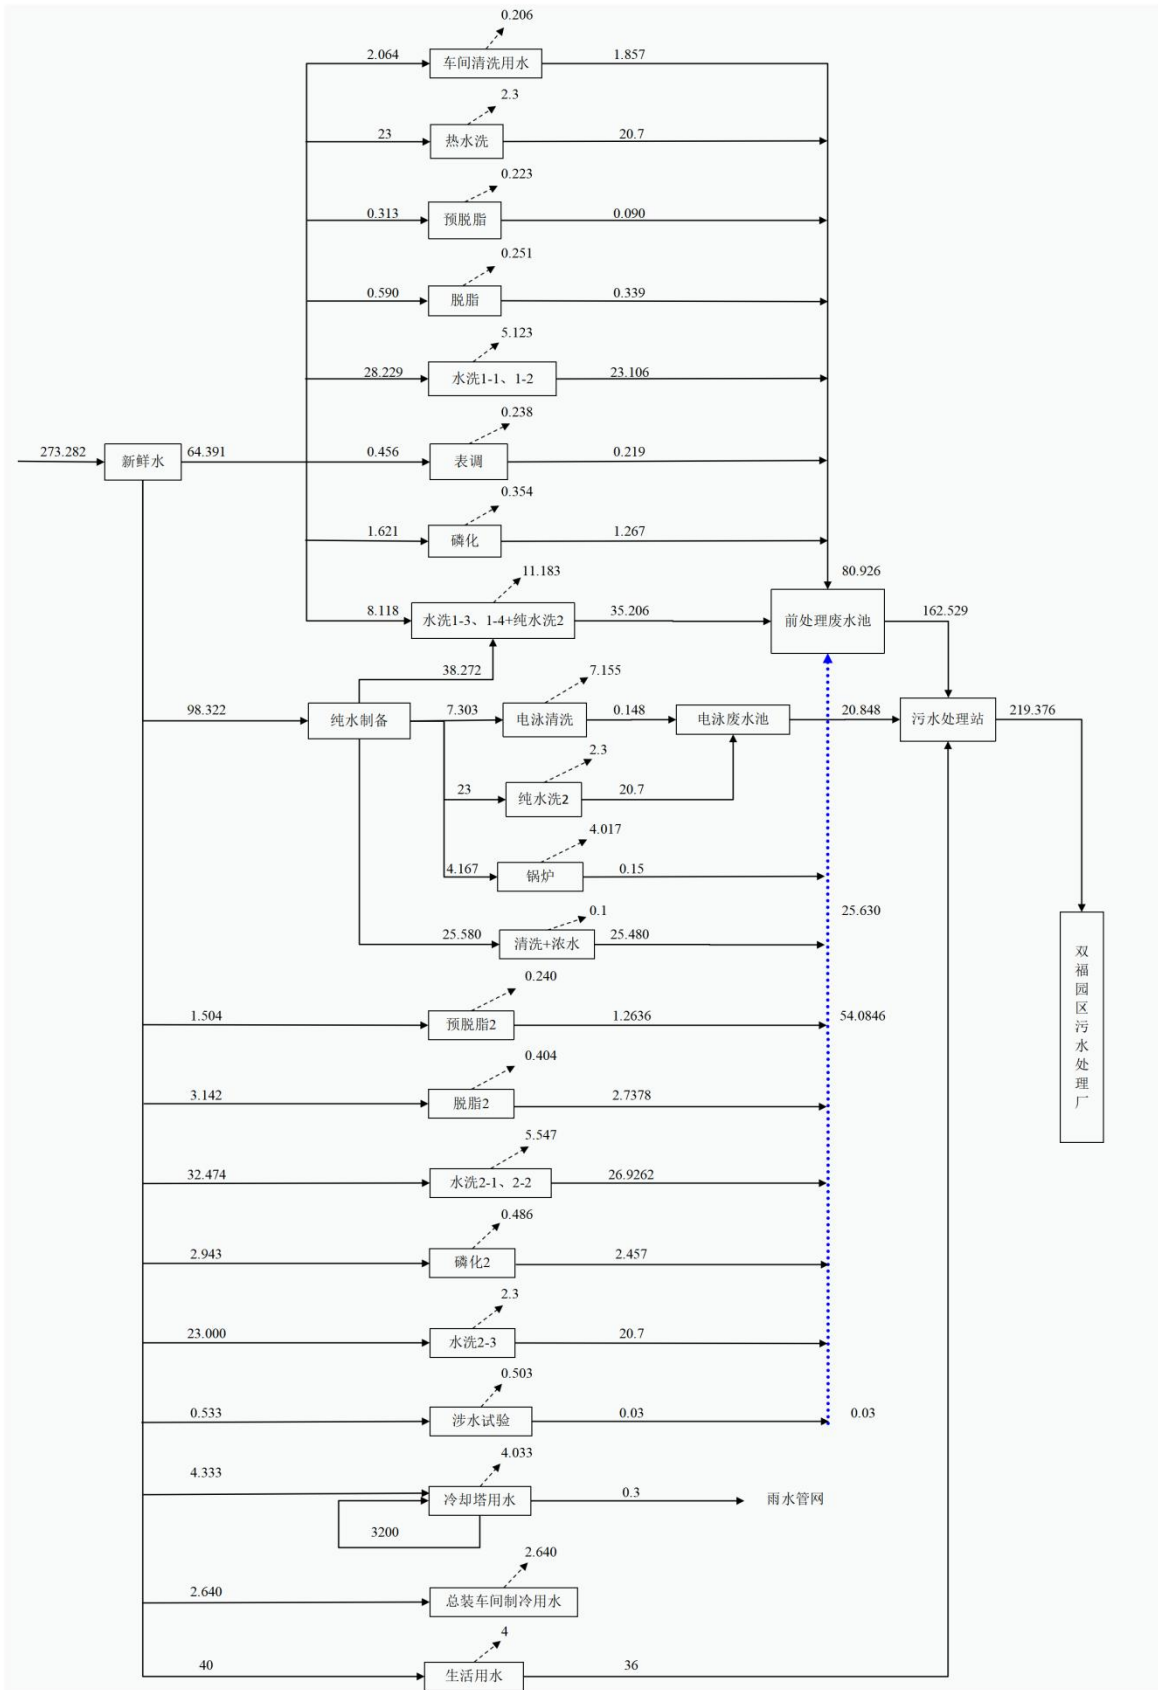 0.206
2.064 车间清洗用水 1.857
2.3
23 热水洗 20.7
0.223
0.313 预脱脂 0.090
0.251
0.590 脱脂 0.339
5.123
28.229 水洗1-1、1-2 23.106
0.238
273.282 新鲜水 64.391 0.456 表调 0.219
0.354
1.621 磷化 1.267
11.183 80.926
8.118 水洗1-3、1-4+纯水洗2 35.206 前处理废水池 162.529
38.272 7.155
98.322 纯水制备 7.303 电泳清洗 0.148 电泳废水池 20.848 污水处理站 219.376
2.3
23 纯水洗2 20.7
4.017
4.167 锅炉 0.15
0.1 25.630
25.580 清洗+浓水 25.480
双福园区污水处理厂
0.240
1.504 预脱脂2 1.2636 54.0846
0.404
3.142 脱脂2 2.7378
5.547
32.474 水洗2-1、2-2 26.9262
0.486
2.943 磷化2 2.457
2.3
23.000 水洗2-3 20.7
0.503
0.533 涉水试验 0.03 0.03
4.033
4.333 冷却塔用水 0.3 雨水管网
3200
2.640
2.640 总装车间制冷用水
4
40 生活用水 36